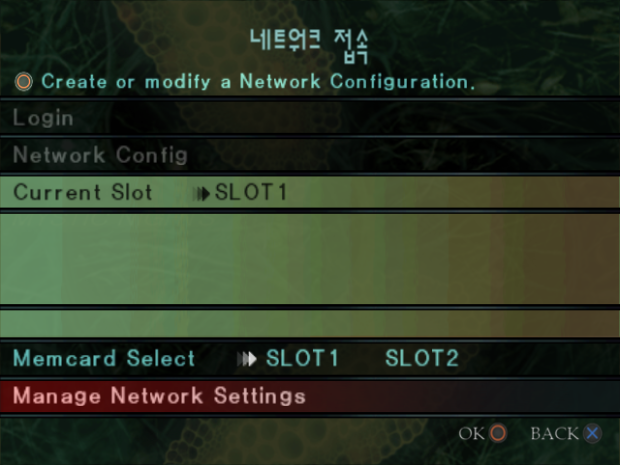 네트워크 접속
Create or modify a Network Configuration.
Login
Network Config
Current Slot SLOT1
Memcard Select SLOT1 SLOT2
Manage Network Settings
OK BACK